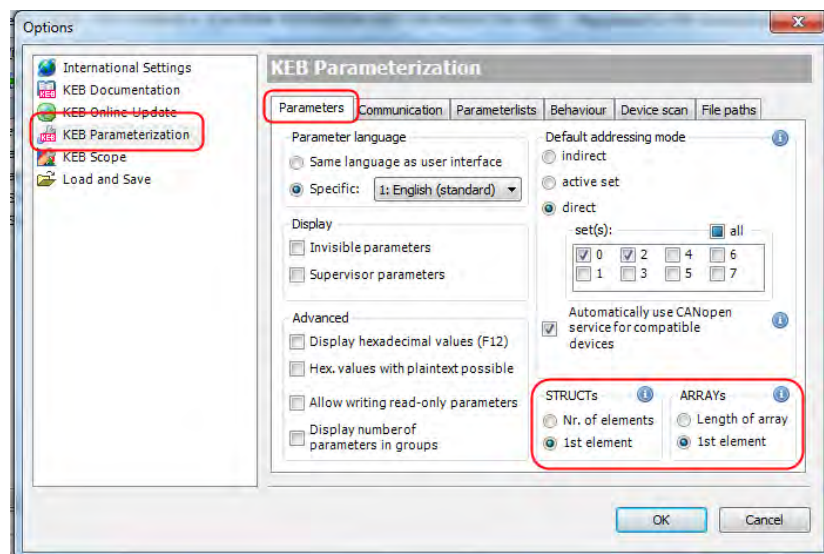 Options
International Settings
KEB Documentation
KEB Online Update
KEB Parameterization
KEB Scope
Load and Save
KEB Parameterization
Parameters Communication Parameterlists Behaviour Device scan File paths
Parameter language
Same language as user interface
Specific: 1: English (standard)
Display
Invisible parameters
Supervisor parameters
Advanced
Display hexadecimal values (F12)
Hex. values with plaintext possible
Allow writing read-only parameters
Display number of
parameters in groups
Default addressing mode
indirect
active set
direct
set(s): all
0 2 4 6
1 3 5 7
Automatically use CANopen
service for compatible
devices
STRUCTs
Nr. of elements
1st element
ARRAYs
Length of array
1st element
OK Cancel